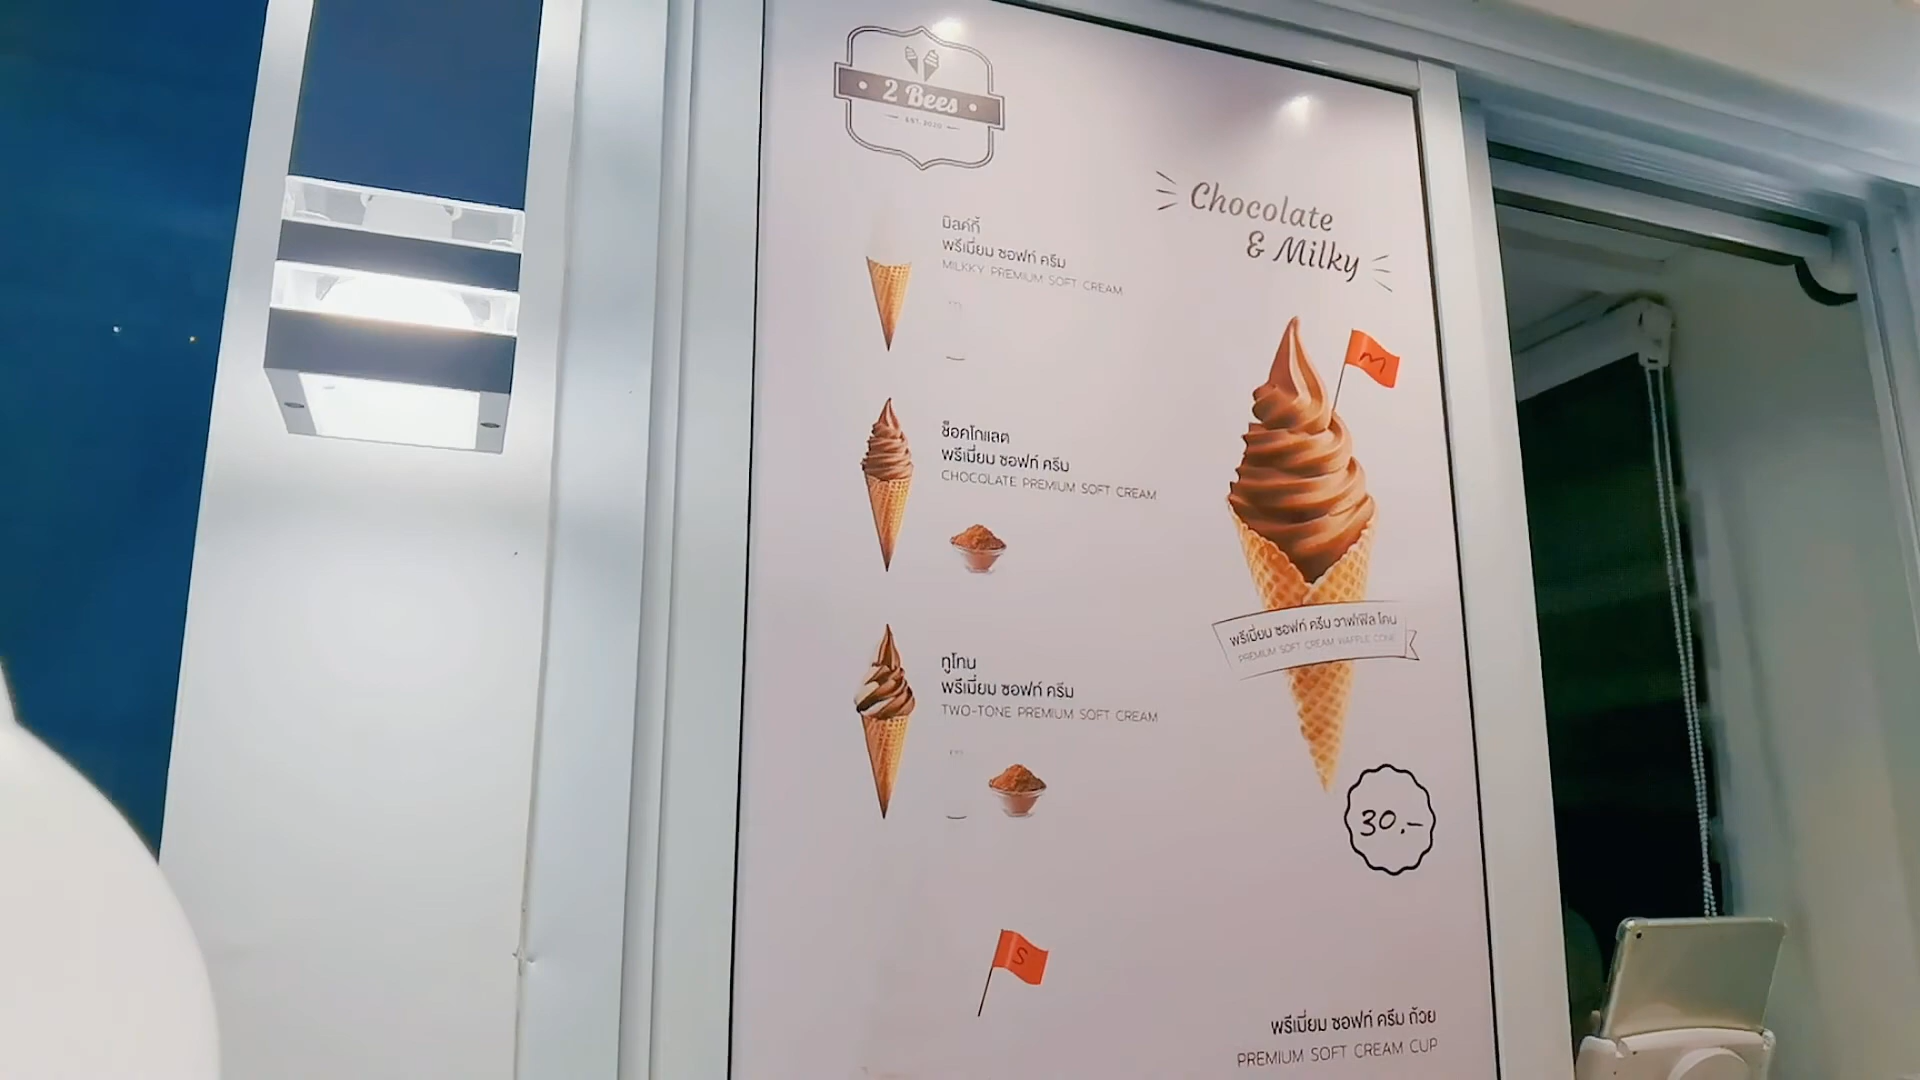 2 Bees
EST. 2020
Chocolate
& Milky
มิลค์กี้
พรีเมี่ยม ซอฟท์ ครีม
MILKKY PREMIUM SOFT CREAM
M
ช็อคโกแลต
พรีเมี่ยม ซอฟท์ ครีม
CHOCOLATE PREMIUM SOFT CREAM
พรีเมี่ยม ซอฟท์ ครีม วาฟเฟิล โคน
PREMIUM SOFT CREAM WAFFLE CONE
ทูโทน
พรีเมี่ยม ซอฟท์ ครีม
TWO-TONE PREMIUM SOFT CREAM
30.-
S
พรีเมี่ยม ซอฟท์ ครีม ถ้วย
PREMIUM SOFT CREAM CUP